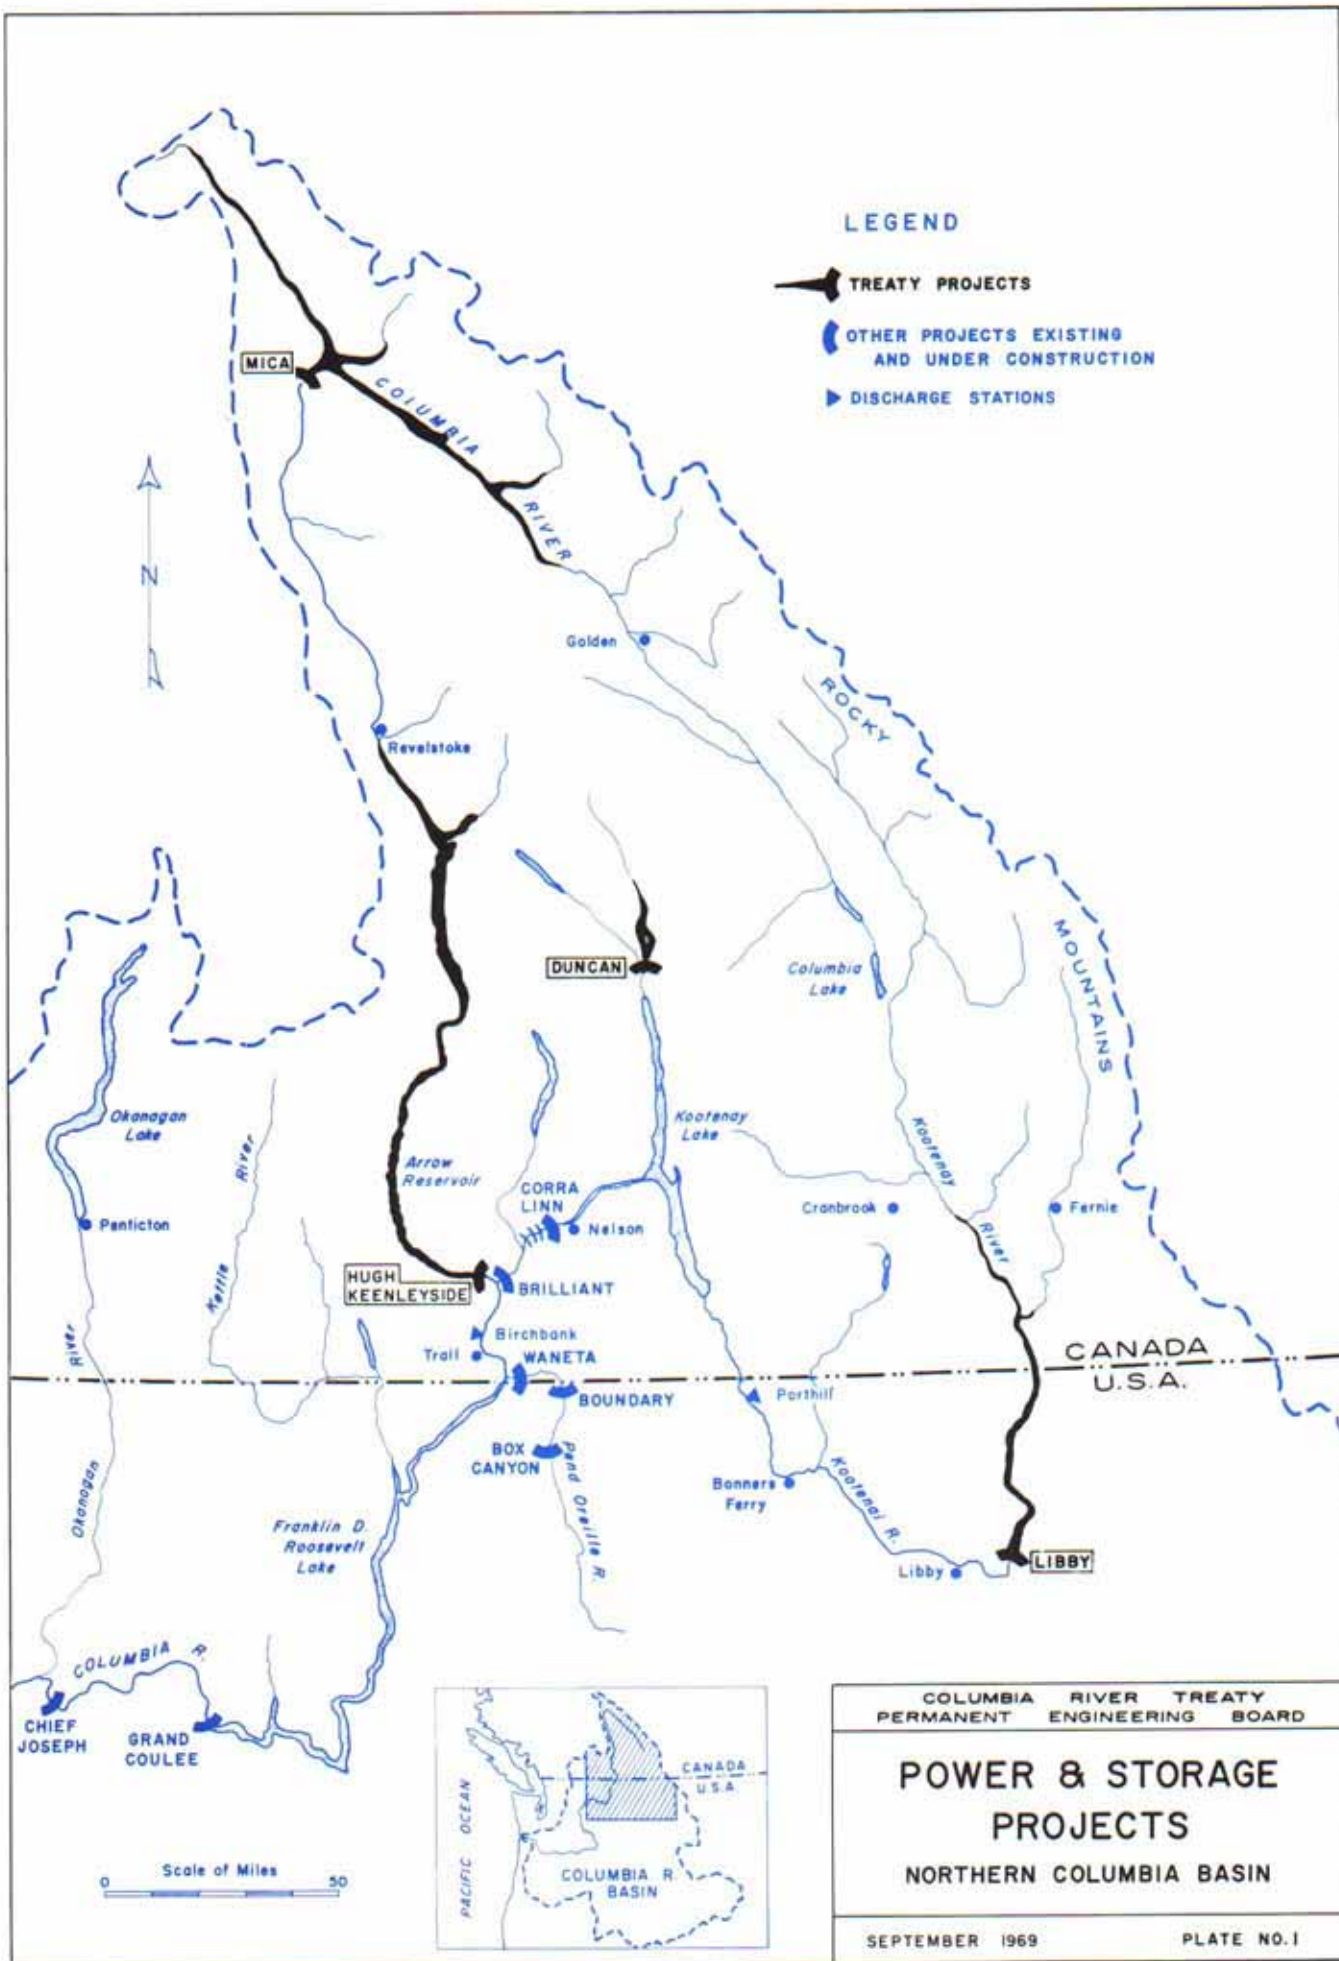 LEGEND
TREATY PROJECTS
OTHER PROJECTS EXISTING
AND UNDER CONSTRUCTION
DISCHARGE STATIONS
MICA
COLUMBIA
RIVER
N
Golden
ROCKY
MOUNTAINS
Revelstoke
DUNCAN
Columbia
Lake
Okanagan
Lake
Kootenay
Lake
River
Kettle
Arrow
Reservoir
CORRA
LINN
Kootenay
River
Cranbrook
Fernie
Penticton
Nelson
HUGH
KEENLEYSIDE
BRILLIANT
Birchbank
Trail
WANETA
River
Okanagan
CANADA
U.S.A.
BOUNDARY
Porthill
BOX
CANYON
Pend Oreille R.
Bonners
Ferry
Kootenai R.
Franklin D.
Roosevelt
Lake
Libby
LIBBY
COLUMBIA R.
CHIEF
JOSEPH
GRAND
COULEE
Scale of Miles
0 50
PACIFIC OCEAN
CANADA
U.S.A.
COLUMBIA R.
BASIN
COLUMBIA RIVER TREATY
PERMANENT ENGINEERING BOARD
POWER & STORAGE
PROJECTS
NORTHERN COLUMBIA BASIN
SEPTEMBER 1969 PLATE NO. 1